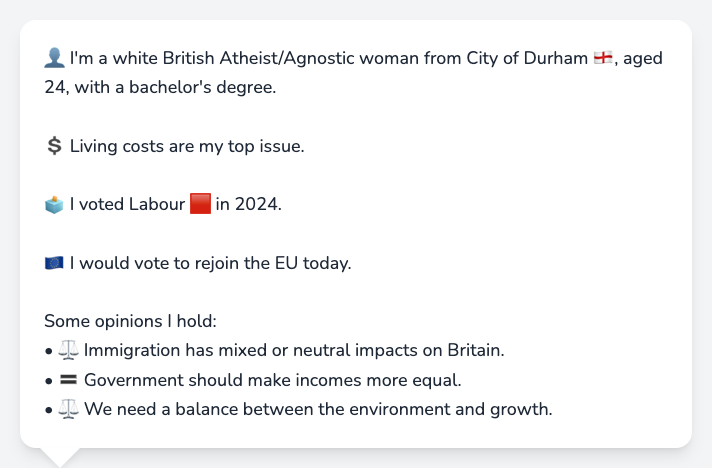 👤 I'm a white British Atheist/Agnostic woman from City of Durham 🏴󠁧󠁢󠁥󠁮󠁧󠁿, aged
24, with a bachelor's degree.
💲 Living costs are my top issue.
🗳️ I voted Labour 🟥 in 2024.
🇪🇺 I would vote to rejoin the EU today.
Some opinions I hold:
• ⚖️ Immigration has mixed or neutral impacts on Britain.
• 🟰 Government should make incomes more equal.
• ⚖️ We need a balance between the environment and growth.